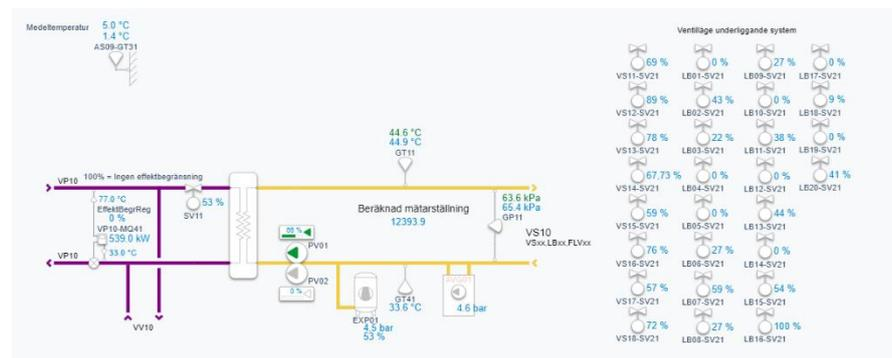 Medeltemperatur 5.0 °C
1.4 °C
AS09-GT31
Ventilläge underliggande system
69 % 0 % 27 % 0 %
VS11-SV21 LB01-SV21 LB09-SV21 LB17-SV21
89 % 43 % 0 % 9 %
VS12-SV21 LB02-SV21 LB10-SV21 LB18-SV21
78 % 22 % 38 % 0 %
VS13-SV21 LB03-SV21 LB11-SV21 LB19-SV21
67,73 % 0 % 0 % 41 %
VS14-SV21 LB04-SV21 LB12-SV21 LB20-SV21
59 % 0 % 44 %
VS15-SV21 LB05-SV21 LB13-SV21
76 % 27 % 0 %
VS16-SV21 LB06-SV21 LB14-SV21
57 % 59 % 54 %
VS17-SV21 LB07-SV21 LB15-SV21
72 % 27 % 100 %
VS18-SV21 LB08-SV21 LB16-SV21
44.6 °C
44.9 °C
GT11
VP10 100% = Ingen effektbegränsning
77.0 °C
EffektBegrReg
0 %
VP10-MQ41
539.0 kW
33.0 °C
VP10
VV10
53 %
SV11
Beräknad mätarställning
12393.9
63.6 kPa
65.4 kPa
GP11
VS10
VSxx.LBxx.FLVxx
PV01
PV02
0 %
GT41
33.6 °C
EXP01
4.5 bar
53 %
4.6 bar